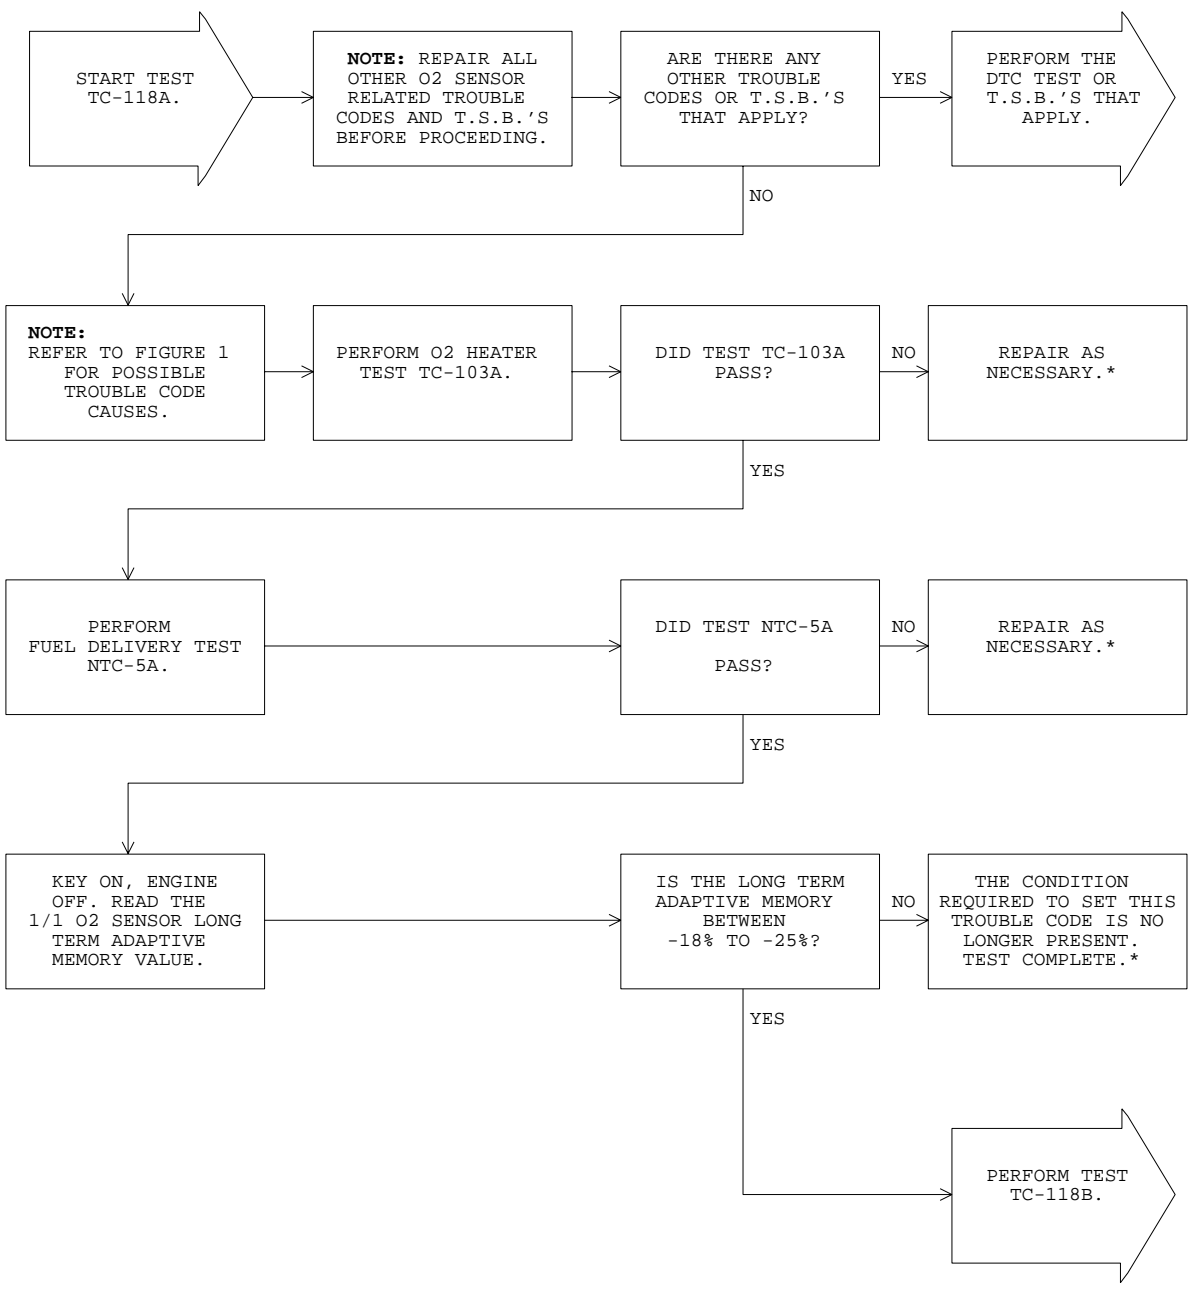 START TEST
TC-118A.
NOTE: REPAIR ALL
OTHER O2 SENSOR
RELATED TROUBLE
CODES AND T.S.B.'S
BEFORE PROCEEDING.
ARE THERE ANY
OTHER TROUBLE
CODES OR T.S.B.'S
THAT APPLY?
YES
PERFORM THE
DTC TEST OR
T.S.B.'S THAT
APPLY.
NO
NOTE:
REFER TO FIGURE 1
FOR POSSIBLE
TROUBLE CODE
CAUSES.
PERFORM O2 HEATER
TEST TC-103A.
DID TEST TC-103A
PASS?
NO
REPAIR AS
NECESSARY.*
YES
PERFORM
FUEL DELIVERY TEST
NTC-5A.
DID TEST NTC-5A
PASS?
NO
REPAIR AS
NECESSARY.*
YES
KEY ON, ENGINE
OFF. READ THE
1/1 O2 SENSOR LONG
TERM ADAPTIVE
MEMORY VALUE.
IS THE LONG TERM
ADAPTIVE MEMORY
BETWEEN
-18% TO -25%?
NO
THE CONDITION
REQUIRED TO SET THIS
TROUBLE CODE IS NO
LONGER PRESENT.
TEST COMPLETE.*
YES
PERFORM TEST
TC-118B.